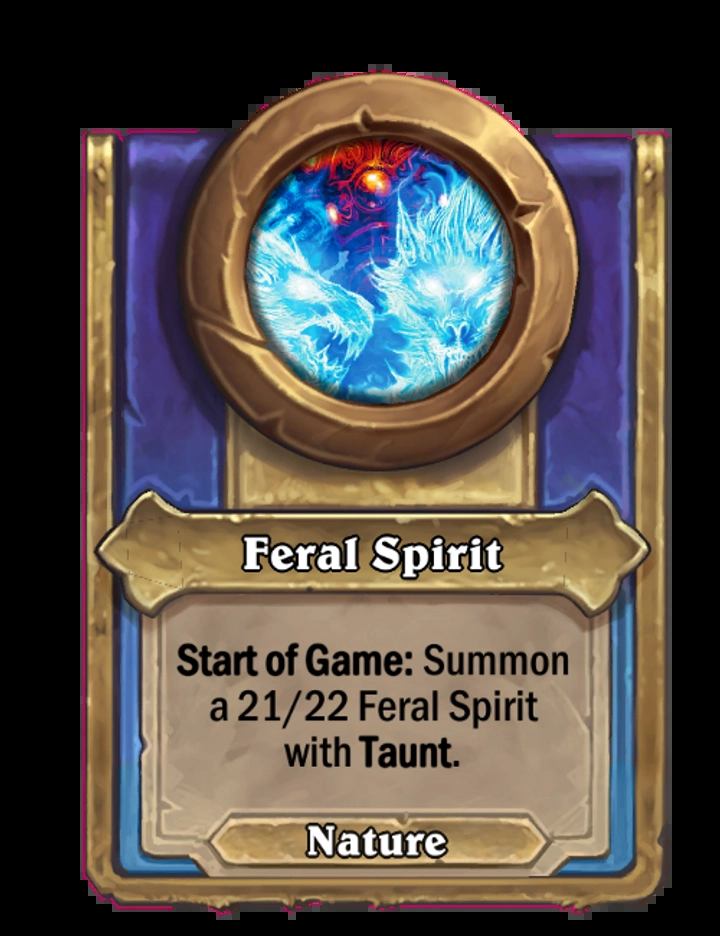 Feral Spirit
Start of Game: Summon
a 21/22 Feral Spirit
with Taunt.
Nature